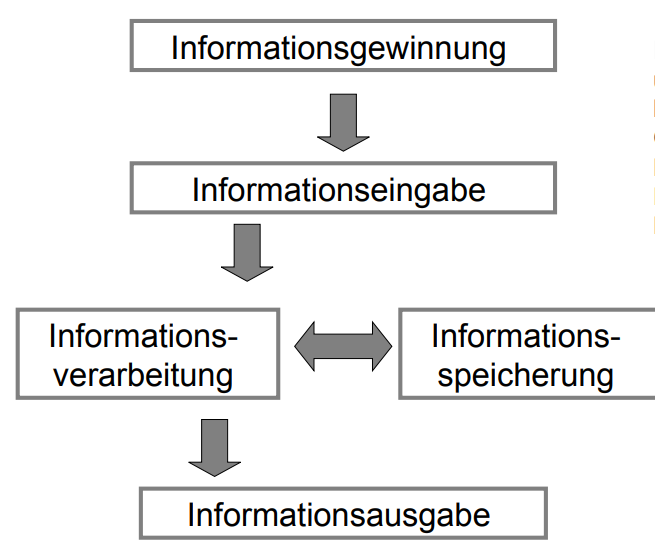 Informationsgewinnung
Informationseingabe
Informations-
verarbeitung
Informations-
speicherung
Informationsausgabe